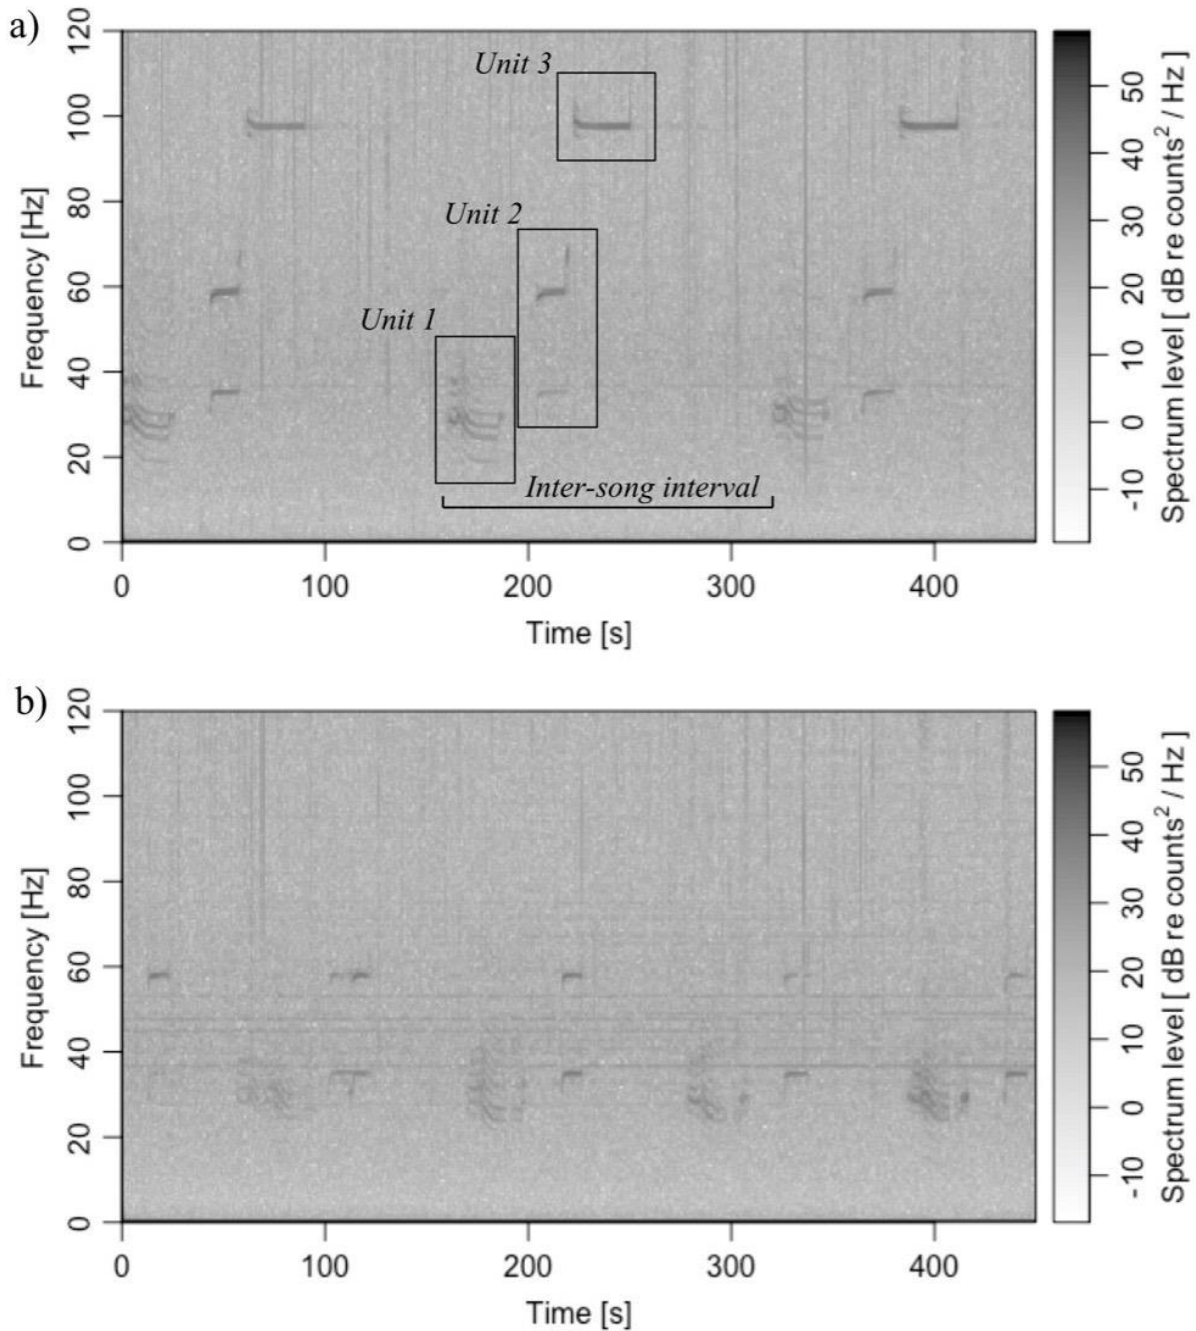 a)
120
100
80
60
40
20
0
Frequency [Hz]
Unit 3
Unit 2
Unit 1
Inter-song interval
0 100 200 300 400
Time [s]
50
40
30
20
10
0
-10
Spectrum level [ dB re counts² / Hz ]
b)
120
100
80
60
40
20
0
Frequency [Hz]
0 100 200 300 400
Time [s]
50
40
30
20
10
0
-10
Spectrum level [ dB re counts² / Hz ]